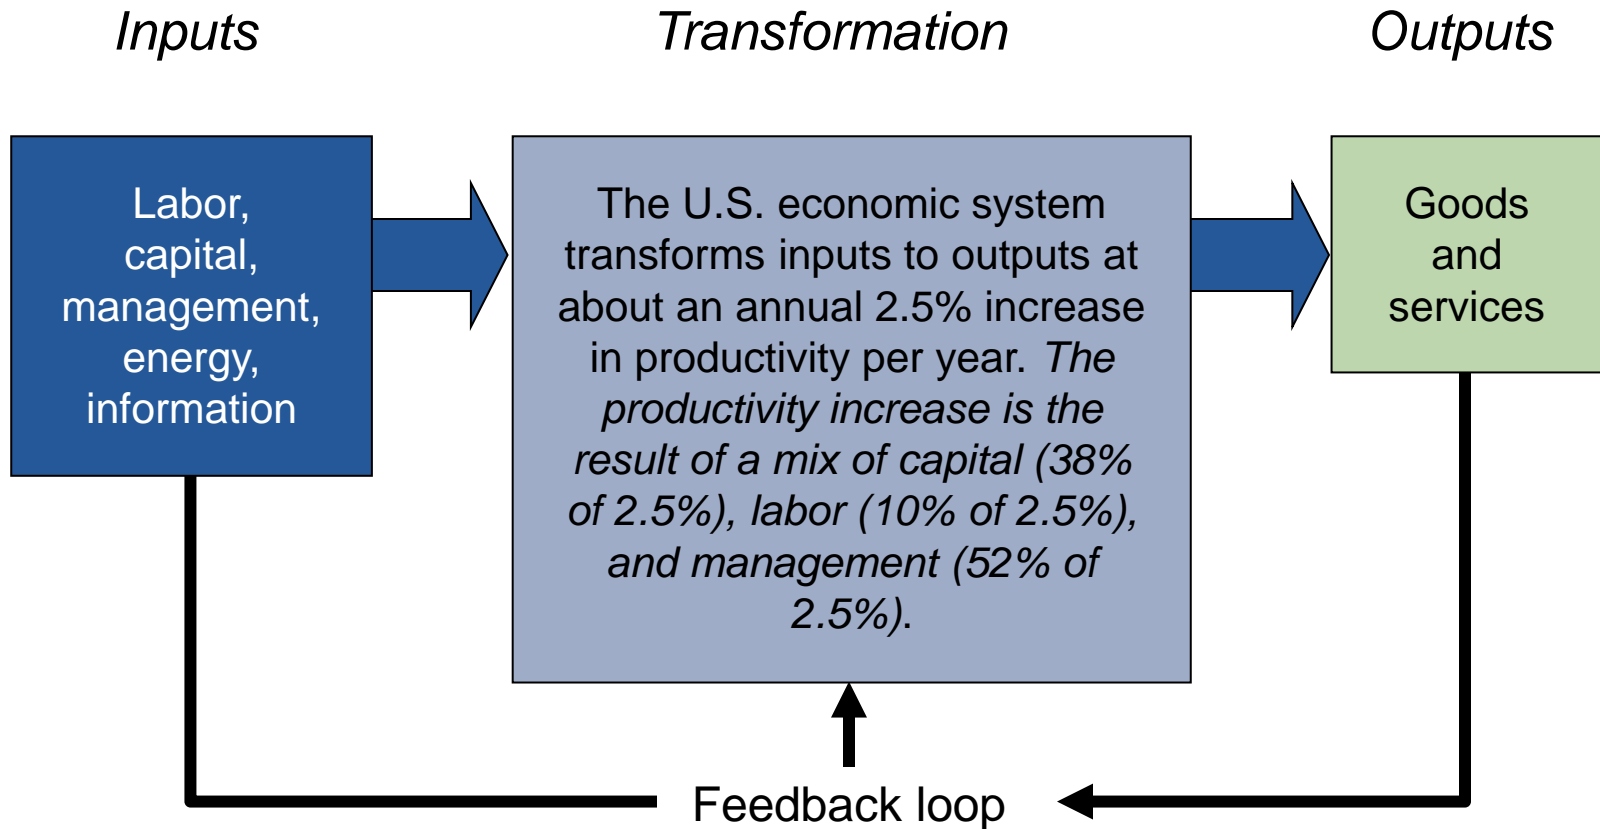 Inputs
Transformation
Outputs
Labor,
capital,
management,
energy,
information
The U.S. economic system
transforms inputs to outputs at
about an annual 2.5% increase
in productivity per year. The
productivity increase is the
result of a mix of capital (38%
of 2.5%), labor (10% of 2.5%),
and management (52% of
2.5%).
Goods
and
services
Feedback loop